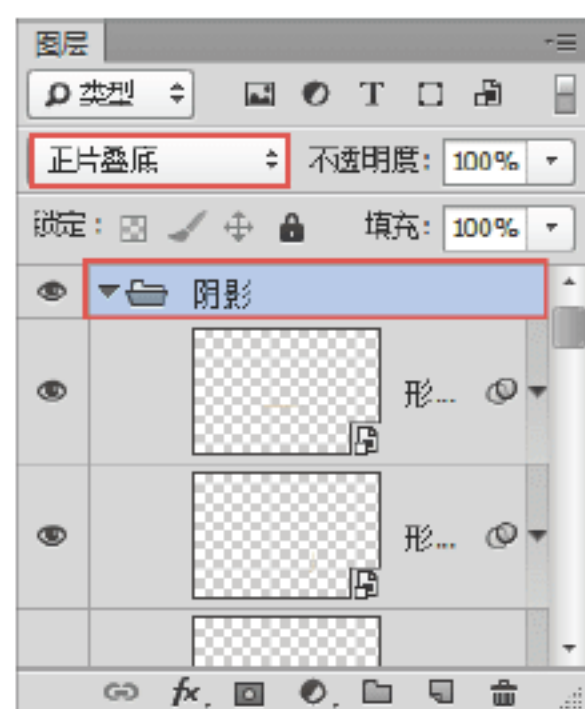 图层
类型 T
正片叠底 不透明度: 100%
锁定: 填充: 100%
阴影
形...
形...
fx.